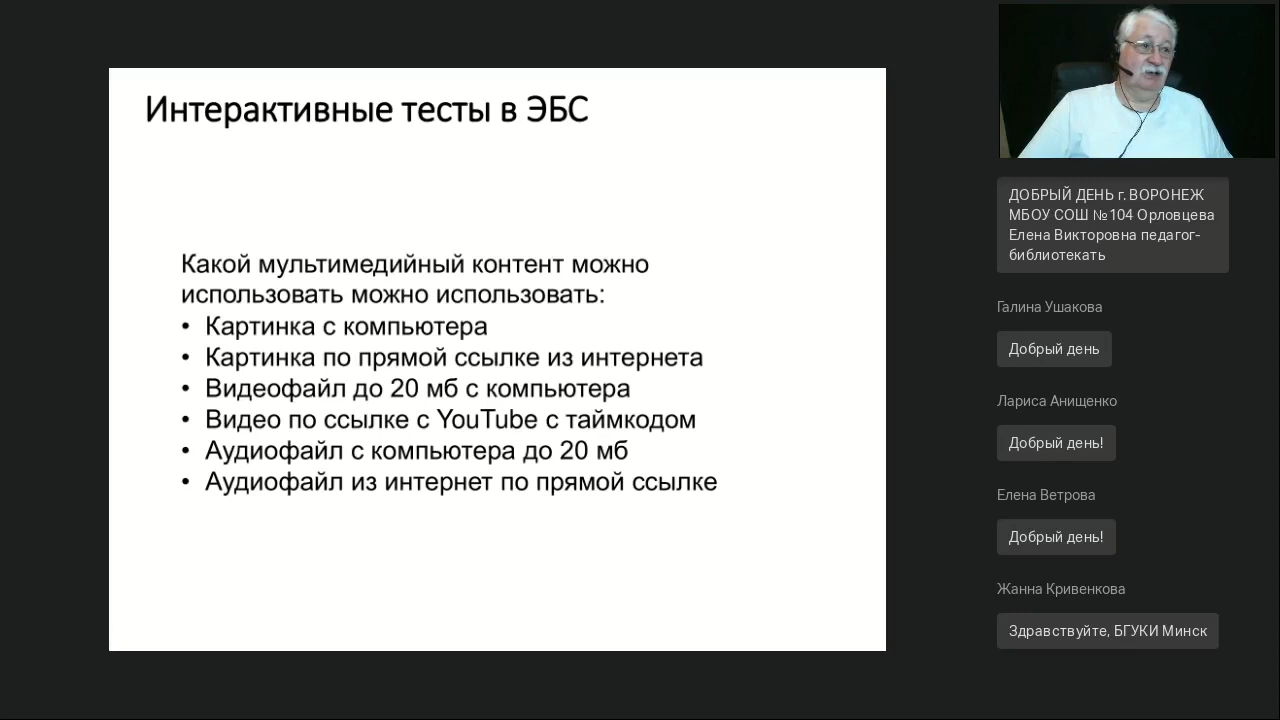 Интерактивные тесты в ЭБС
Какой мультимедийный контент можно
использовать можно использовать:
• Картинка с компьютера
• Картинка по прямой ссылке из интернета
• Видеофайл до 20 мб с компьютера
• Видео по ссылке с YouTube с таймкодом
• Аудиофайл с компьютера до 20 мб
• Аудиофайл из интернет по прямой ссылке
ДОБРЫЙ ДЕНЬ г. ВОРОНЕЖ
МБОУ СОШ №104 Орловцева
Елена Викторовна педагог-
библиотекать
Галина Ушакова
Добрый день
Лариса Анищенко
Добрый день!
Елена Ветрова
Добрый день!
Жанна Кривенкова
Здравствуйте, БГУКИ Минск